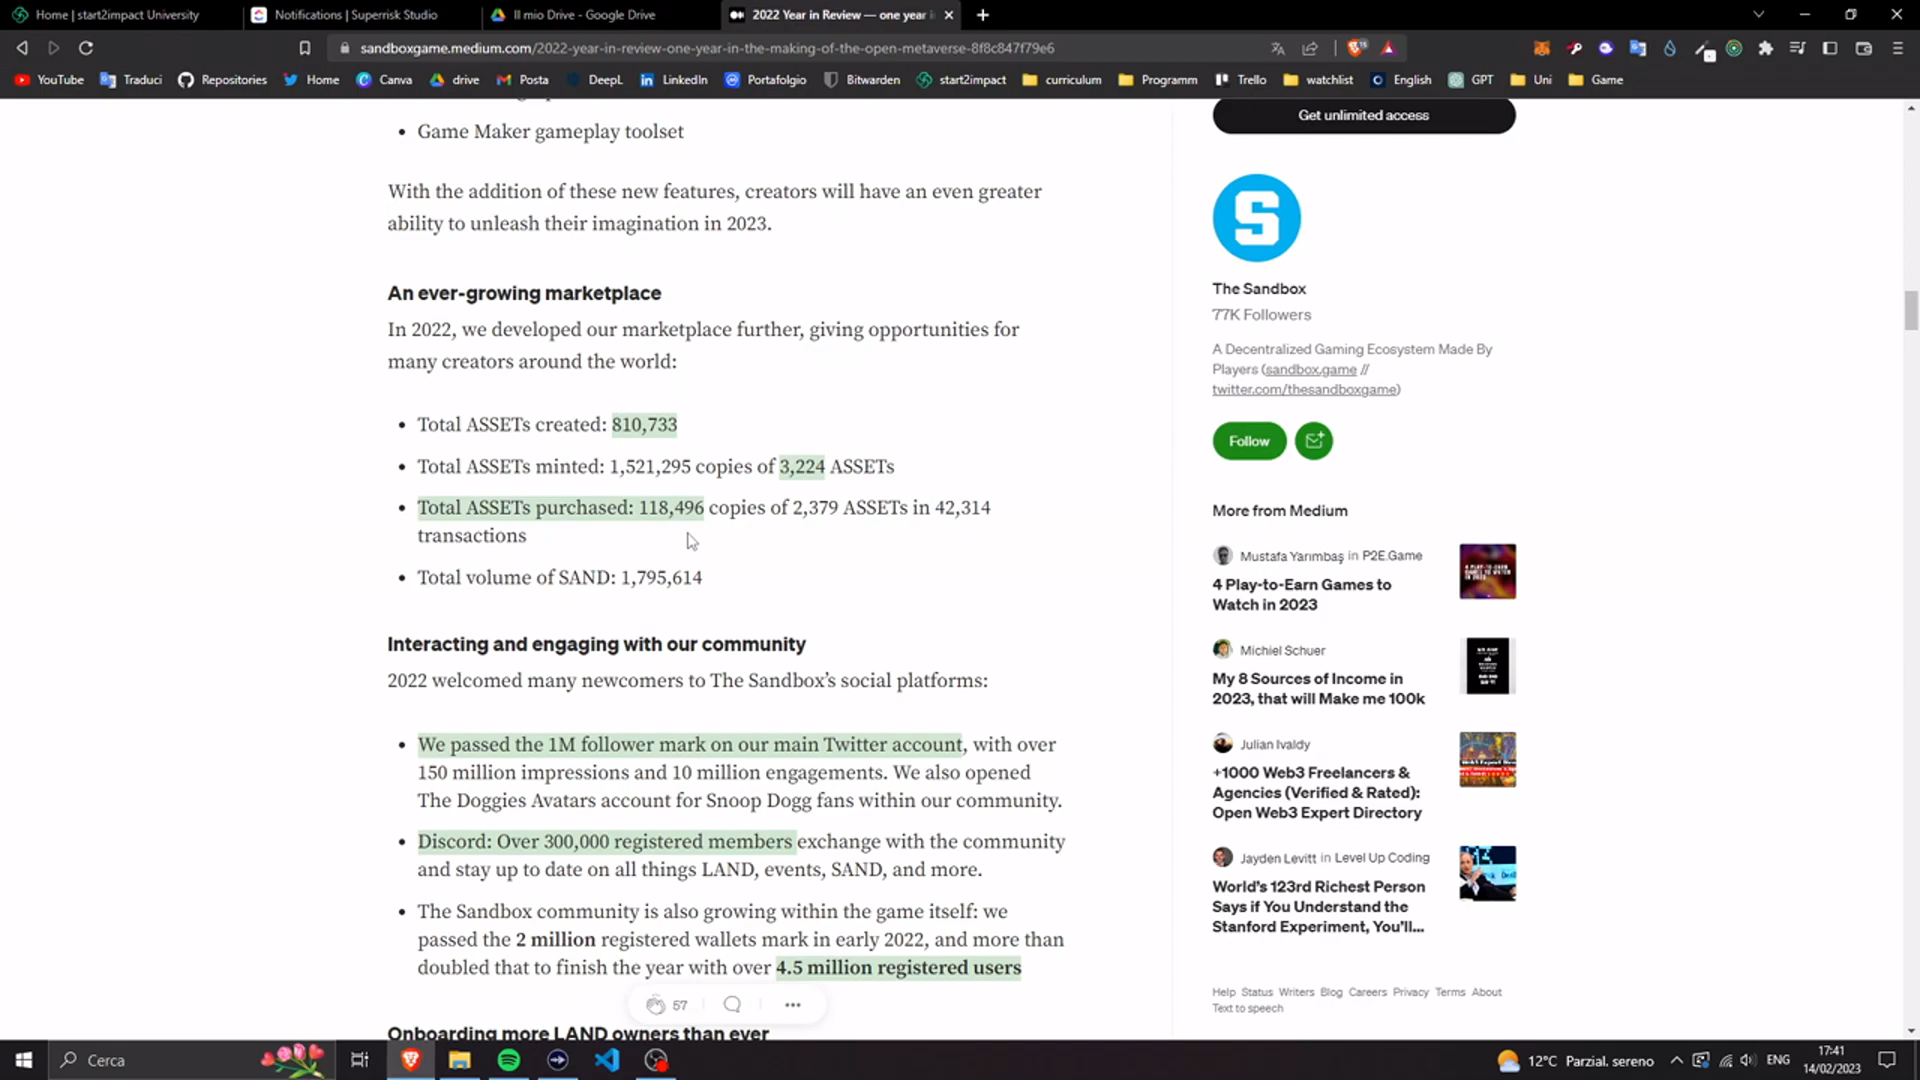 Home | start2impact University
Notifications | Superrisk Studio
Il mio Drive - Google Drive
2022 Year in Review — one year i
sandboxgame.medium.com/2022-year-in-review-one-year-in-the-making-of-the-open-metaverse-8f8c847f79e6
YouTube
Traduci
Repositories
Home
Canva
drive
Posta
DeepL
LinkedIn
Portafolgio
Bitwarden
start2impact
curriculum
Programm
Trello
watchlist
English
GPT
Uni
Game
Game Maker gameplay toolset
With the addition of these new features, creators will have an even greater
ability to unleash their imagination in 2023.
An ever-growing marketplace
In 2022, we developed our marketplace further, giving opportunities for
many creators around the world:
• Total ASSETs created: 810,733
• Total ASSETs minted: 1,521,295 copies of 3,224 ASSETs
• Total ASSETs purchased: 118,496 copies of 2,379 ASSETs in 42,314
transactions
• Total volume of SAND: 1,795,614
Interacting and engaging with our community
2022 welcomed many newcomers to The Sandbox's social platforms:
• We passed the 1M follower mark on our main Twitter account, with over
150 million impressions and 10 million engagements. We also opened
The Doggies Avatars account for Snoop Dogg fans within our community.
• Discord: Over 300,000 registered members exchange with the community
and stay up to date on all things LAND, events, SAND, and more.
• The Sandbox community is also growing within the game itself: we
passed the 2 million registered wallets mark in early 2022, and more than
doubled that to finish the year with over 4.5 million registered users
57
Onboarding more LAND owners than ever
Get unlimited access
S
The Sandbox
77K Followers
A Decentralized Gaming Ecosystem Made By
Players (sandbox.game //
twitter.com/thesandboxgame)
Follow
More from Medium
Mustafa Yarımbaş in P2E.Game
4 Play-to-Earn Games to
Watch in 2023
Michiel Schuer
My 8 Sources of Income in
2023, that will Make me 100k
Julian Ivaldy
+1000 Web3 Freelancers &
Agencies (Verified & Rated):
Open Web3 Expert Directory
Jayden Levitt in Level Up Coding
World's 123rd Richest Person
Says if You Understand the
Stanford Experiment, You'll...
Help Status Writers Blog Careers Privacy Terms About
Text to speech
Cerca
12°C Parzial. sereno
ENG
17:41
14/02/2023